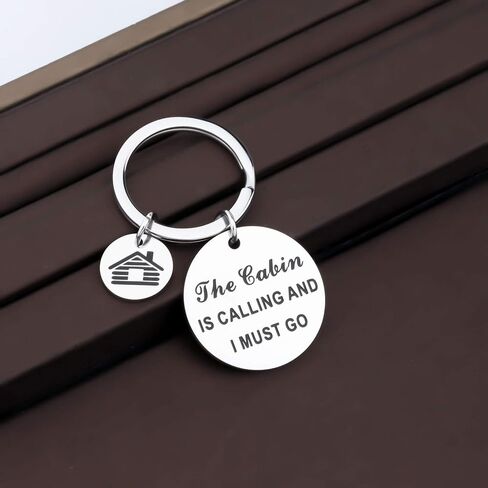 The Cabin
IS CALLING AND
I MUST GO